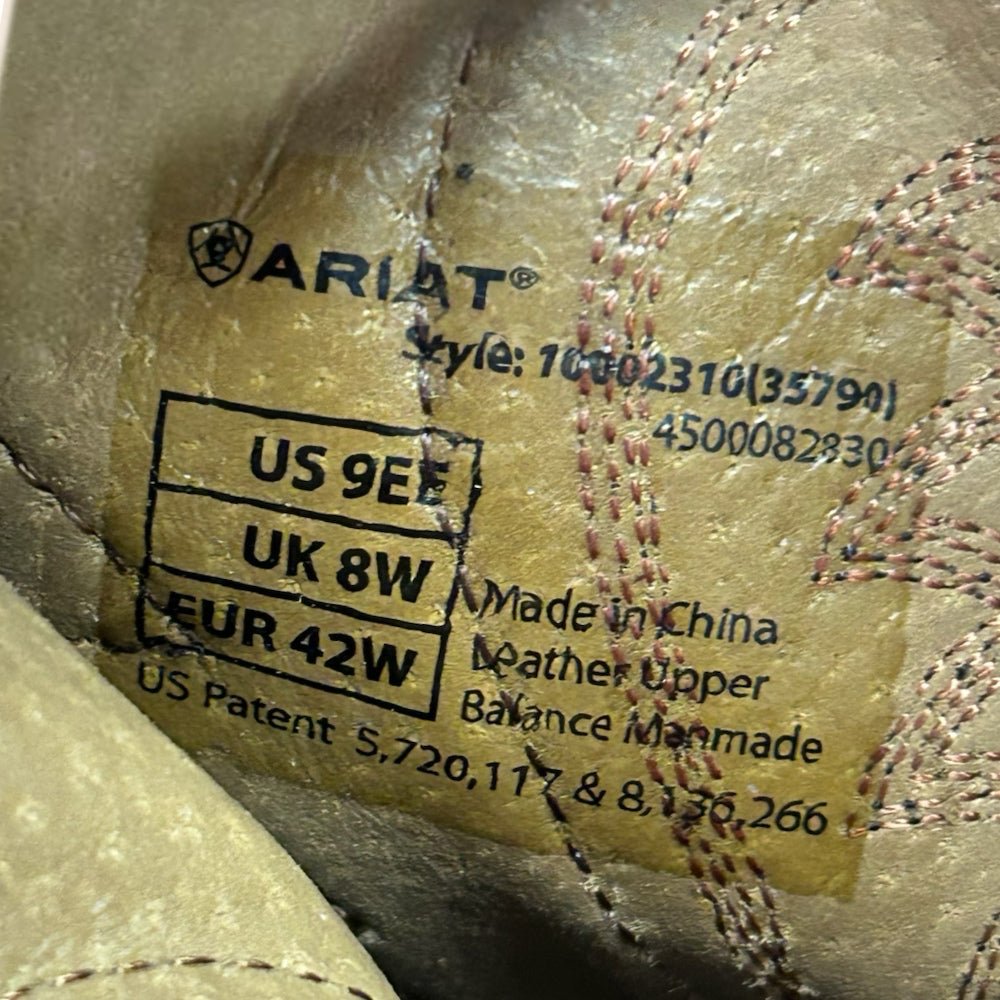 ARIAT®
Style: 10002310(35790)
4500082830
US 9EE
UK 8W
EUR 42W
Made in China
Leather Upper
Balance Manmade
US Patent 5,720,117 & 8,136,266